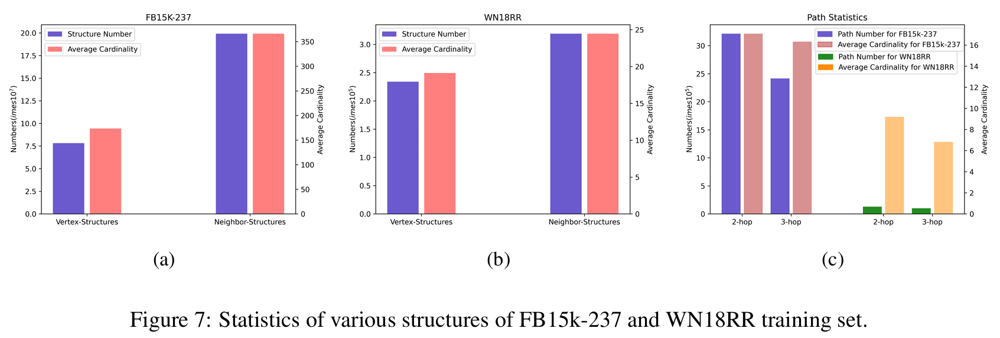 FB15K-237
Structure Number
Average Cardinality
20.0
17.5
15.0
12.5
10.0
7.5
5.0
2.5
0.0
Numbers(imes10^7)
350
300
250
200
150
100
50
0
Average Cardinality
Vertex-Structures
Neighbor-Structures
(a)
WN18RR
Structure Number
Average Cardinality
3.0
2.5
2.0
1.5
1.0
0.5
0.0
Numbers(imes10^5)
25
20
15
10
5
0
Average Cardinality
Vertex-Structures
Neighbor-Structures
(b)
Path Statistics
Path Number for FB15k-237
Average Cardinality for FB15k-237
Path Number for WN18RR
Average Cardinality for WN18RR
30
25
20
15
10
5
0
Numbers(imes10^5)
16
14
12
10
8
6
4
2
0
Average Cardinality
2-hop
3-hop
2-hop
3-hop
(c)
Figure 7: Statistics of various structures of FB15k-237 and WN18RR training set.